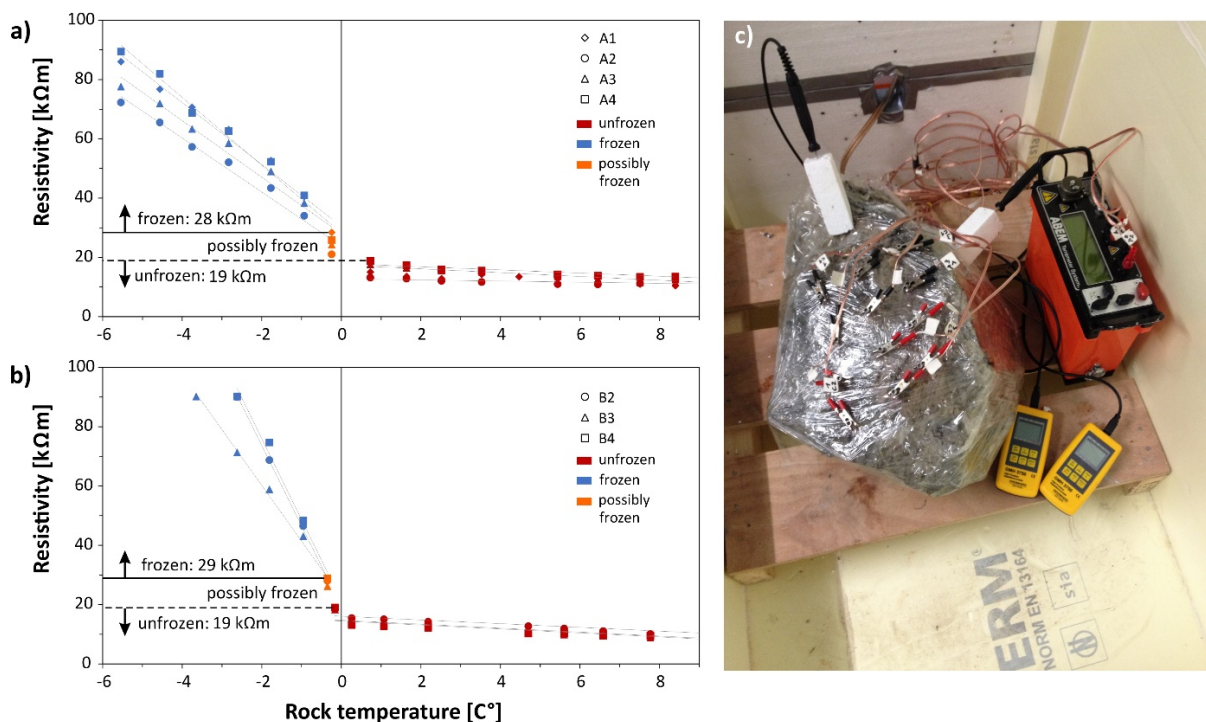 a)
100
80
60
40
20
0
-6
-4
-2
0
2
4
6
8
Resistivity [kΩm]
frozen: 28 kΩm
possibly frozen
unfrozen: 19 kΩm
A1
A2
A3
A4
unfrozen
frozen
possibly
frozen
b)
100
80
60
40
20
0
-6
-4
-2
0
2
4
6
8
Resistivity [kΩm]
frozen: 29 kΩm
possibly frozen
unfrozen: 19 kΩm
B2
B3
B4
unfrozen
frozen
possibly
frozen
Rock temperature [C°]
c)
ABEM
ERM®
NORM EN 13164